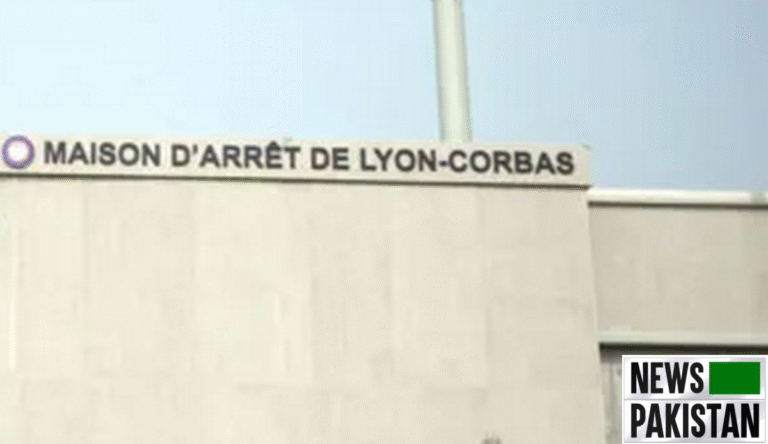 MAISON D'ARRÊT DE LYON-CORBAS
NEWS
PAKISTAN